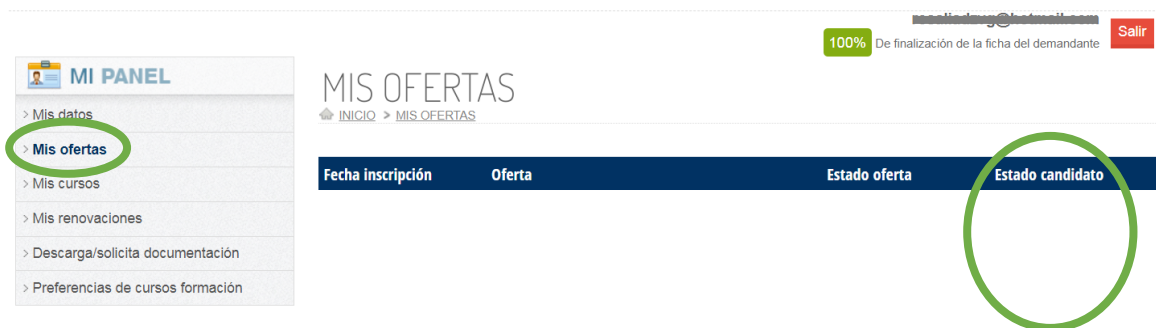 Salir
100% De finalización de la ficha del demandante
MI PANEL
MIS OFERTAS
INICIO > MIS OFERTAS
> Mis datos
> Mis ofertas
> Mis cursos
> Mis renovaciones
> Descarga/solicita documentación
> Preferencias de cursos formación
Fecha inscripción Oferta Estado oferta Estado candidato